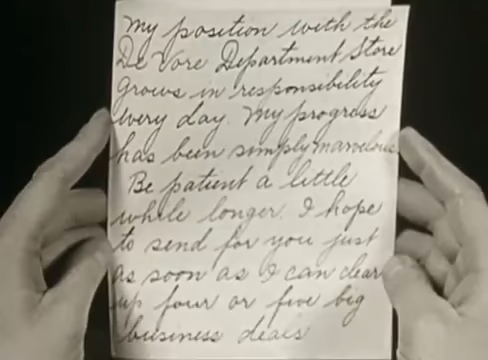 My position with the
De Vore Department Store
grows in responsibility
every day. My progress
has been simply marvelous.
Be patient a little
while longer. I hope
to send for you just
as soon as I can clear
up four or five big
business deals